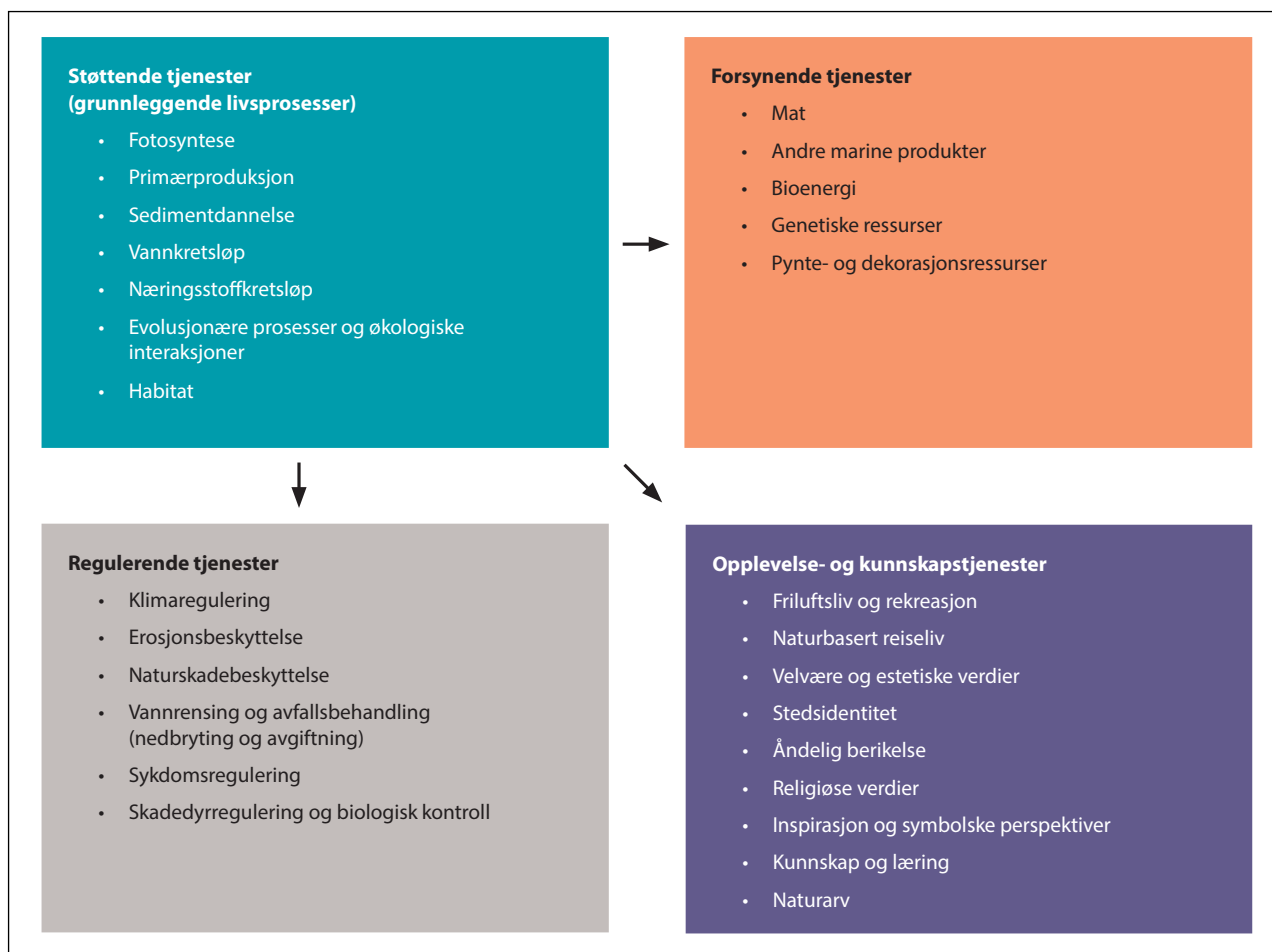 Støttende tjenester
(grunnleggende livsprosesser)
• Fotosyntese
• Primærproduksjon
• Sedimentdannelse
• Vannkretsløp
• Næringsstoffkretsløp
• Evolusjonære prosesser og økologiske
interaksjoner
• Habitat
Forsynende tjenester
• Mat
• Andre marine produkter
• Bioenergi
• Genetiske ressurser
• Pynte- og dekorasjonsressurser
Regulerende tjenester
• Klimaregulering
• Erosjonsbeskyttelse
• Naturskadebeskyttelse
• Vannrensing og avfallsbehandling
(nedbryting og avgiftning)
• Sykdomsregulering
• Skadedyrregulering og biologisk kontroll
Opplevelse- og kunnskapstjenester
• Friluftsliv og rekreasjon
• Naturbasert reiseliv
• Velvære og estetiske verdier
• Stedsidentitet
• Åndelig berikelse
• Religiøse verdier
• Inspirasjon og symbolske perspektiver
• Kunnskap og læring
• Naturarv